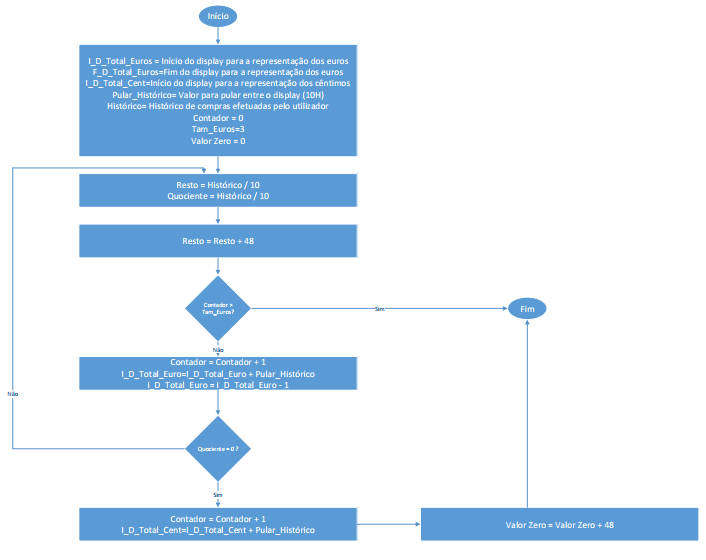 Início
I_D_Total_Euros = Início do display para a representação dos euros
F_D_Total_Euros=Fim do display para a representação dos euros
I_D_Total_Cent=Início do display para a representação dos cêntimos
Pular_Histórico= Valor para pular entre o display (10H)
Histórico= Histórico de compras efetuadas pelo utilizador
Contador = 0
Tam_Euros=3
Valor Zero = 0
Resto = Histórico / 10
Quociente = Histórico / 10
Resto = Resto + 48
Contador >
Tam_Euros?
Sim
Fim
Não
Contador = Contador + 1
I_D_Total_Euro=I_D_Total_Euro + Pular_Histórico
I_D_Total_Euro = I_D_Total_Euro - 1
Não
Quociente = 0 ?
Sim
Contador = Contador + 1
I_D_Total_Cent=I_D_Total_Cent + Pular_Histórico
Valor Zero = Valor Zero + 48